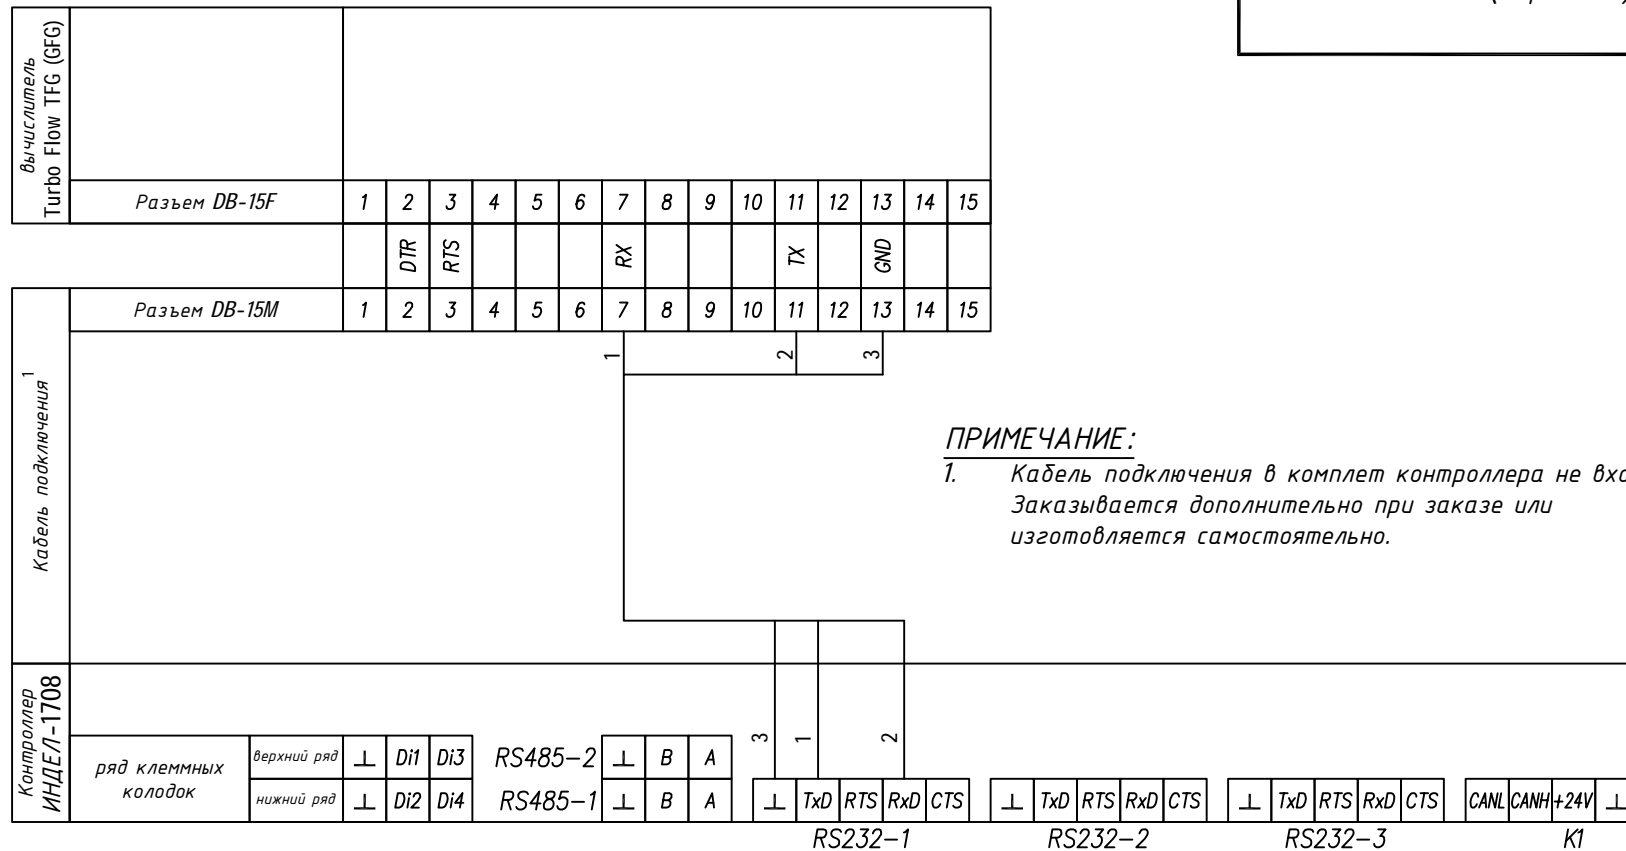 вычислитель
Turbo Flow TFG (GFG)
Разъем DB-15F 1 2 3 4 5 6 7 8 9 10 11 12 13 14 15
DTR RTS RX TX GND
Разъем DB-15M 1 2 3 4 5 6 7 8 9 10 11 12 13 14 15
1 2 3
Кабель подключения 1
ПРИМЕЧАНИЕ:
1. Кабель подключения в комплет контроллера не вхо
Заказывается дополнительно при заказе или
изготовляется самостоятельно.
Контроллер
ИНДЕЛ-1708
ряд клеммных
колодок
3 1 2
верхний ряд ⊥ Di1 Di3 RS485-2 ⊥ B A
нижний ряд ⊥ Di2 Di4 RS485-1 ⊥ B A ⊥ TxD RTS RxD CTS ⊥ TxD RTS RxD CTS ⊥ TxD RTS RxD CTS CANL CANH +24V ⊥
RS232-1 RS232-2 RS232-3 K1